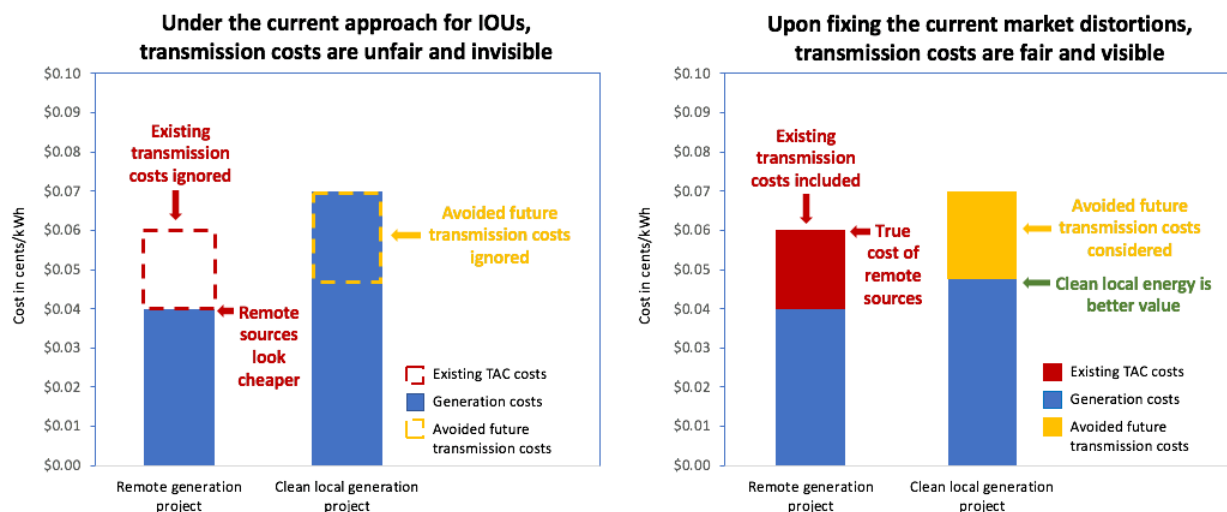 Under the current approach for IOUs,
transmission costs are unfair and invisible
Cost in cents/kWh
$0.10
$0.09
$0.08
$0.07
$0.06
$0.05
$0.04
$0.03
$0.02
$0.01
$0.00
Existing
transmission
costs ignored
Remote
sources
look
cheaper
Avoided future
transmission costs
ignored
Existing TAC costs
Generation costs
Avoided future
transmission costs
Remote generation
project
Clean local generation
project
Upon fixing the current market distortions,
transmission costs are fair and visible
Cost in cents/kWh
$0.10
$0.09
$0.08
$0.07
$0.06
$0.05
$0.04
$0.03
$0.02
$0.01
$0.00
Existing
transmission
costs included
True
cost of
remote
sources
Avoided future
transmission costs
considered
Clean local energy is
better value
Existing TAC costs
Generation costs
Avoided future
transmission costs
Remote generation
project
Clean local generation
project